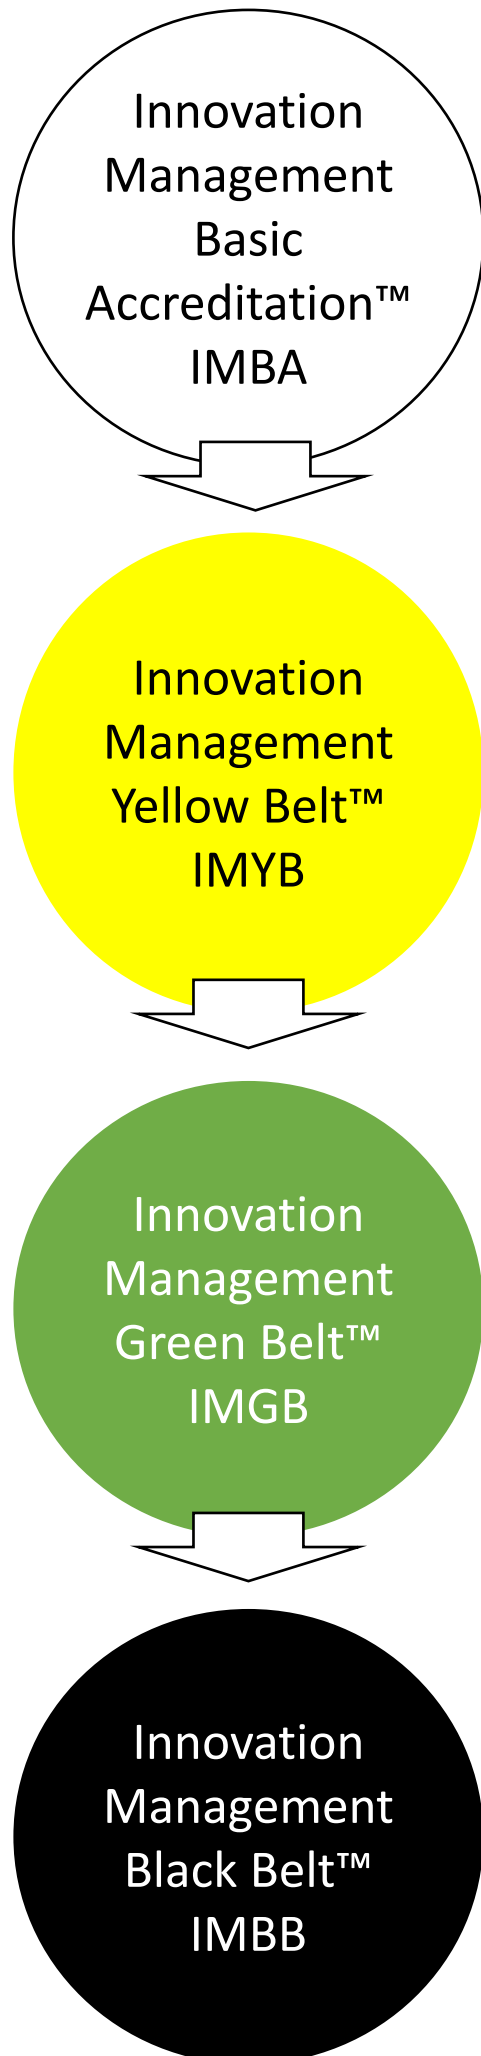 Innovation
Management
Basic
Accreditation™
IMBA
Innovation
Management
Yellow Belt™
IMYB
Innovation
Management
Green Belt™
IMGB
Innovation
Management
Black Belt™
IMBB